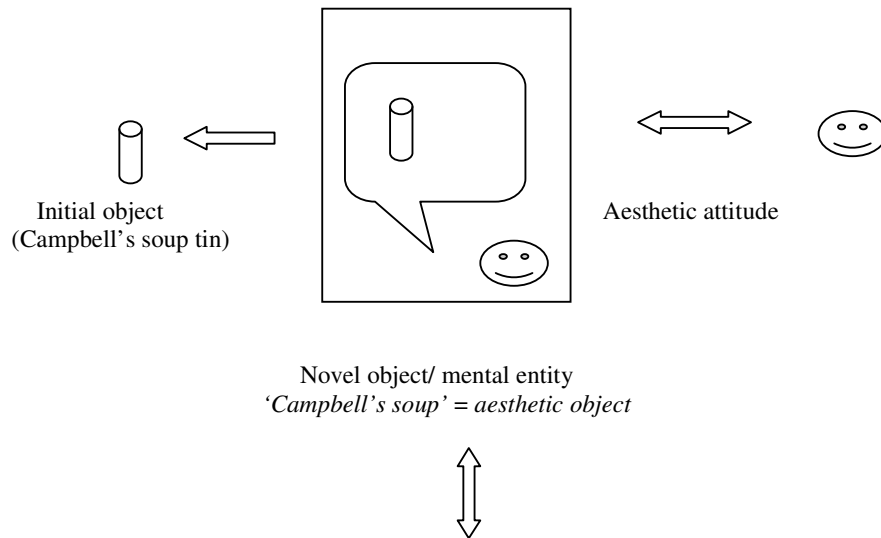 Initial object
(Campbell's soup tin)
Aesthetic attitude
Novel object/ mental entity
‘Campbell's soup’ = aesthetic object